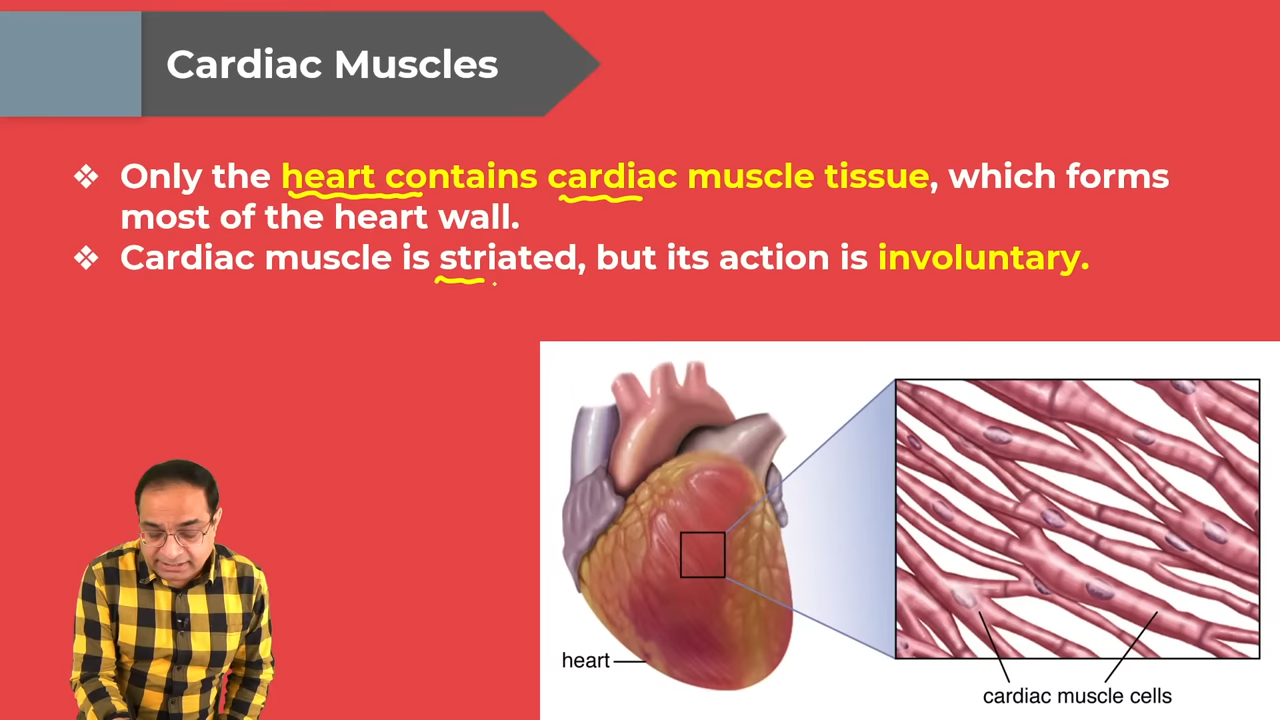 Cardiac Muscles
❖ Only the heart contains cardiac muscle tissue, which forms
most of the heart wall.
❖ Cardiac muscle is striated, but its action is involuntary.
heart
cardiac muscle cells